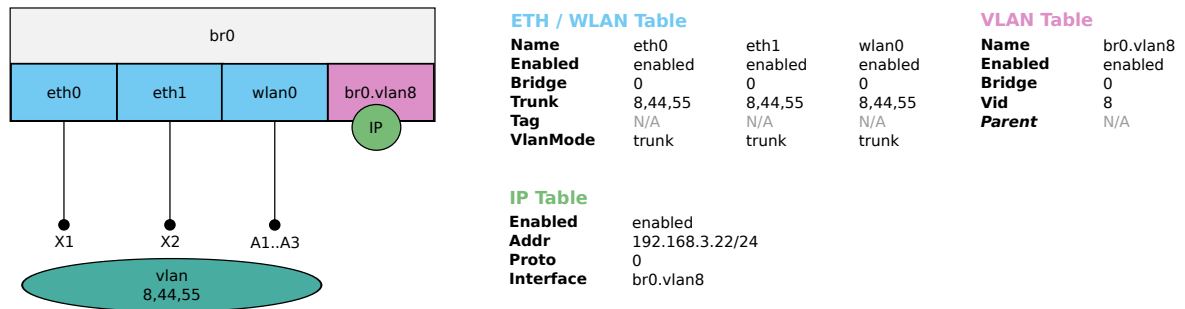 br0
eth0 eth1 wlan0 br0.vlan8
IP
X1 X2 A1..A3
vlan
8,44,55
ETH / WLAN Table
Name eth0 eth1 wlan0
Enabled enabled enabled enabled
Bridge 0 0 0
Trunk 8,44,55 8,44,55 8,44,55
Tag N/A N/A N/A
VlanMode trunk trunk trunk
VLAN Table
Name br0.vlan8
Enabled enabled
Bridge 0
Vid 8
Parent N/A
IP Table
Enabled enabled
Addr 192.168.3.22/24
Proto 0
Interface br0.vlan8